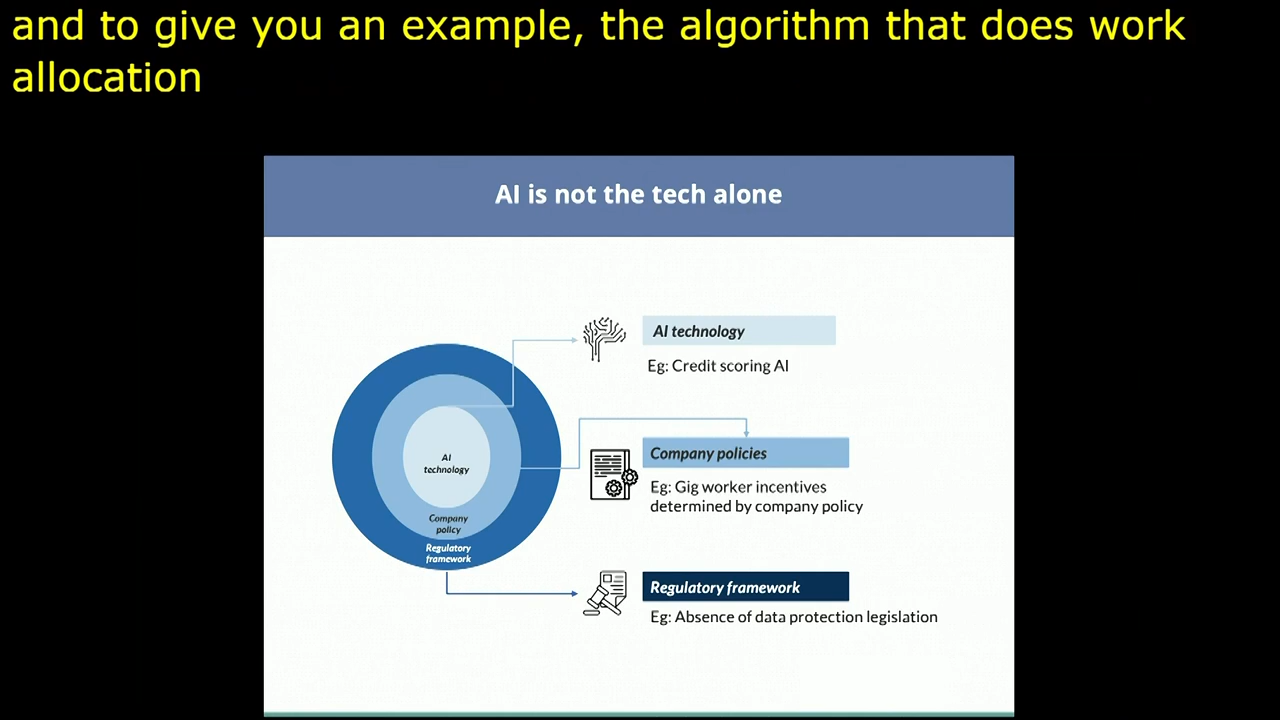 and to give you an example, the algorithm that does work
allocation
AI is not the tech alone
AI technology
Eg: Credit scoring AI
AI
technology
Company
policy
Regulatory
framework
Company policies
Eg: Gig worker incentives
determined by company policy
Regulatory framework
Eg: Absence of data protection legislation